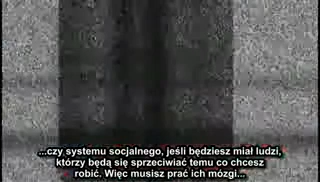 ...czy systemu socjalnego, jeśli będziesz miał ludzi,
którzy będą się sprzeciwiać temu co chcesz
robić. Więc musisz prać ich mózgi...